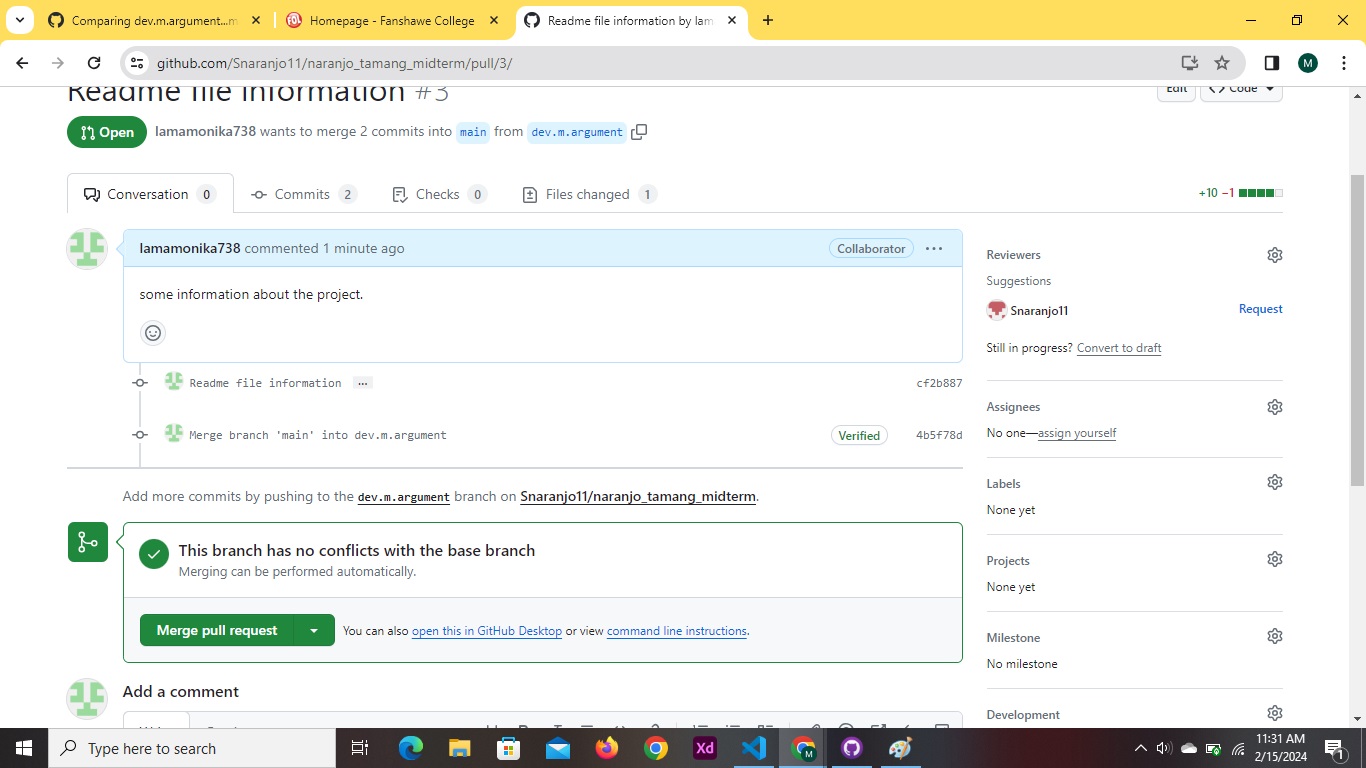 Comparing dev.m.argument...m
Homepage - Fanshawe College
Readme file information by lam
github.com/Snaranjo11/naranjo_tamang_midterm/pull/3/
Readme file information #3
Edit
Code
Open
lamamonika738 wants to merge 2 commits into main from dev.m.argument
Conversation 0
Commits 2
Checks 0
Files changed 1
+10 −1
lamamonika738 commented 1 minute ago
Collaborator
some information about the project.
Readme file information ...
cf2b887
Merge branch 'main' into dev.m.argument
Verified
4b5f78d
Add more commits by pushing to the dev.m.argument branch on Snaranjo11/naranjo_tamang_midterm.
This branch has no conflicts with the base branch
Merging can be performed automatically.
Merge pull request
You can also open this in GitHub Desktop or view command line instructions.
Add a comment
Reviewers
Suggestions
Snaranjo11
Request
Still in progress? Convert to draft
Assignees
No one—assign yourself
Labels
None yet
Projects
None yet
Milestone
No milestone
Development
Type here to search
Xd
M
M
11:31 AM
2/15/2024
1